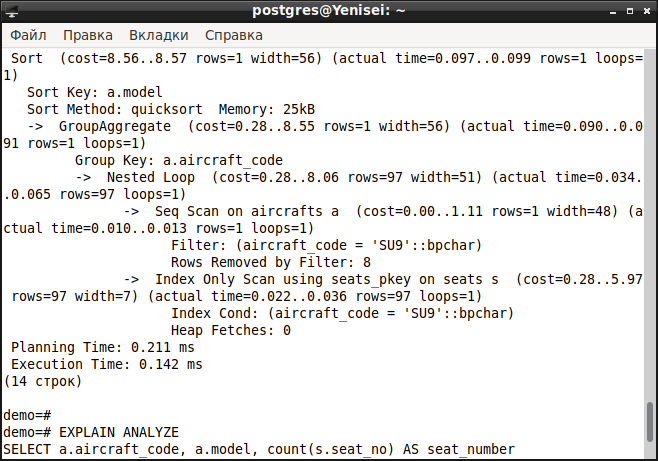 postgres@Yenisei: ~
Файл Правка Вкладки Справка
Sort  (cost=8.56..8.57 rows=1 width=56) (actual time=0.097..0.099 rows=1 loops=
1)
   Sort Key: a.model
   Sort Method: quicksort  Memory: 25kB
   ->  GroupAggregate  (cost=0.28..8.55 rows=1 width=56) (actual time=0.090..0.0
91 rows=1 loops=1)
         Group Key: a.aircraft_code
         ->  Nested Loop  (cost=0.28..8.06 rows=97 width=51) (actual time=0.034.
.0.065 rows=97 loops=1)
               ->  Seq Scan on aircrafts a  (cost=0.00..1.11 rows=1 width=48) (a
ctual time=0.010..0.013 rows=1 loops=1)
                     Filter: (aircraft_code = 'SU9'::bpchar)
                     Rows Removed by Filter: 8
               ->  Index Only Scan using seats_pkey on seats s  (cost=0.28..5.97
 rows=97 width=7) (actual time=0.022..0.036 rows=97 loops=1)
                     Index Cond: (aircraft_code = 'SU9'::bpchar)
                     Heap Fetches: 0
 Planning Time: 0.211 ms
 Execution Time: 0.142 ms
(14 строк)
demo=#
demo=# EXPLAIN ANALYZE
SELECT a.aircraft_code, a.model, count(s.seat_no) AS seat_number